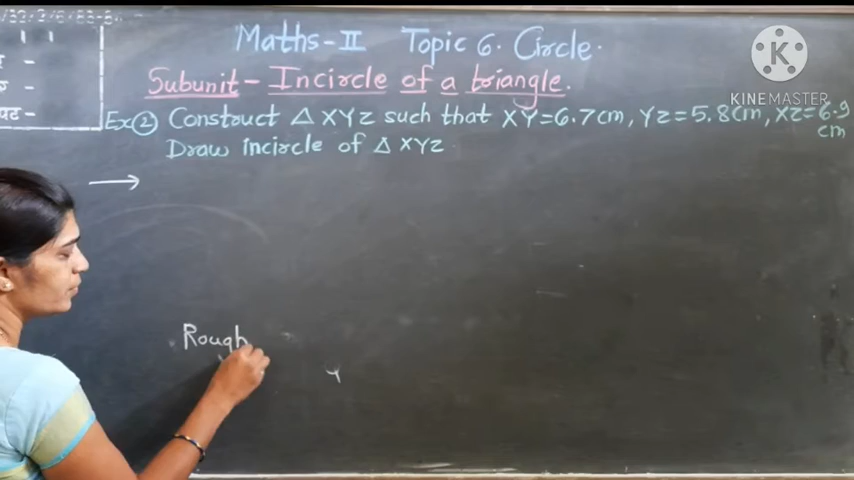 Maths-II Topic 6. Circle.
Subunit- Incircle of a triangle.
Ex② Construct △ XYZ such that XY=6.7cm, YZ=5.8cm, XZ=6.9
cm
Draw incircle of △ XYZ
→
Rough
Y
K
KINEMASTER